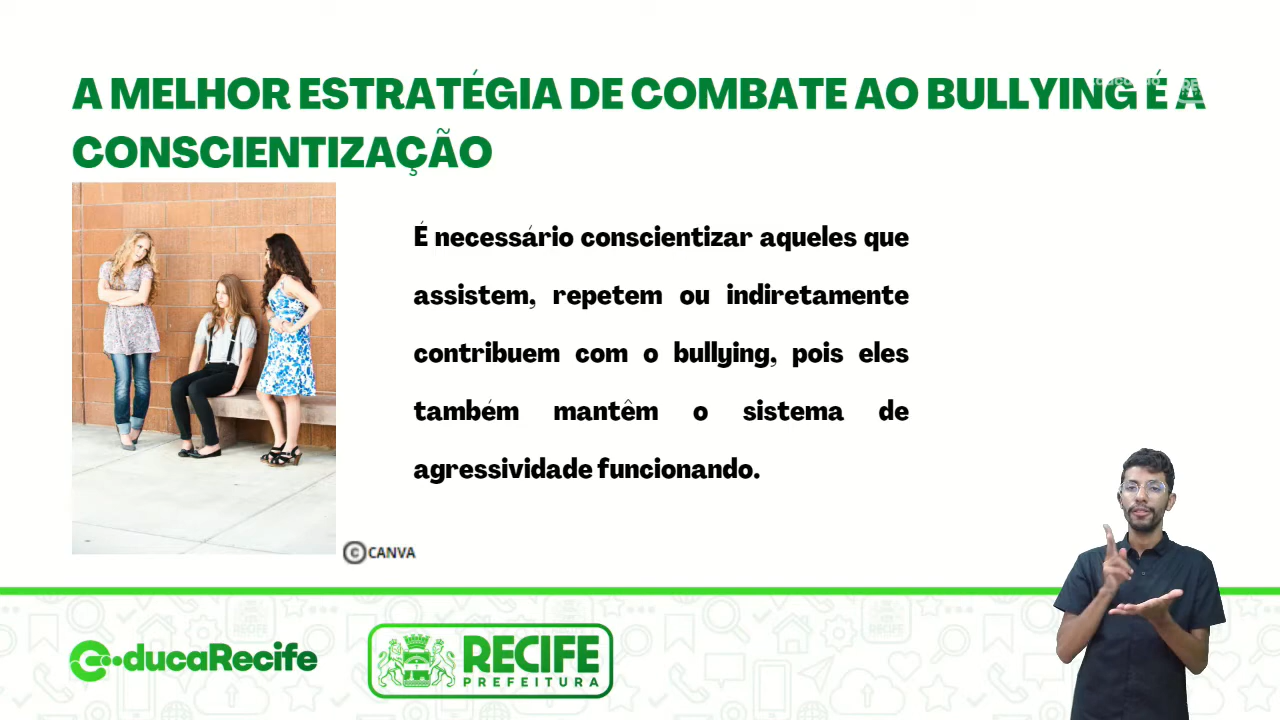 A MELHOR ESTRATÉGIA DE COMBATE AO BULLYING É A
CONSCIENTIZAÇÃO
É necessário conscientizar aqueles que
assistem, repetem ou indiretamente
contribuem com o bullying, pois eles
também mantêm o sistema de
agressividade funcionando.
©CANVA
ducaRecife
RECIFE
PREFEITURA